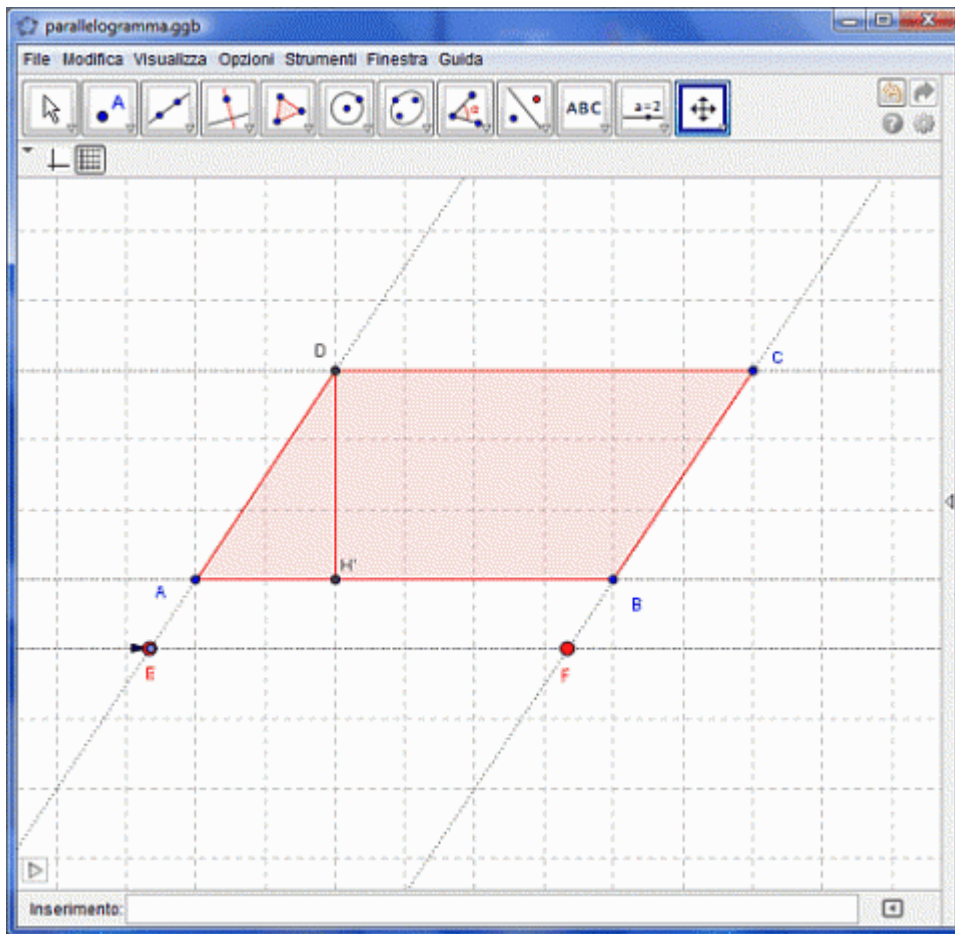 parallelogramma.ggb
File Modifica Visualizza Opzioni Strumenti Finestra Guida
A ABC a=2
D
C
H'
A
B
E
F
Inserimento: